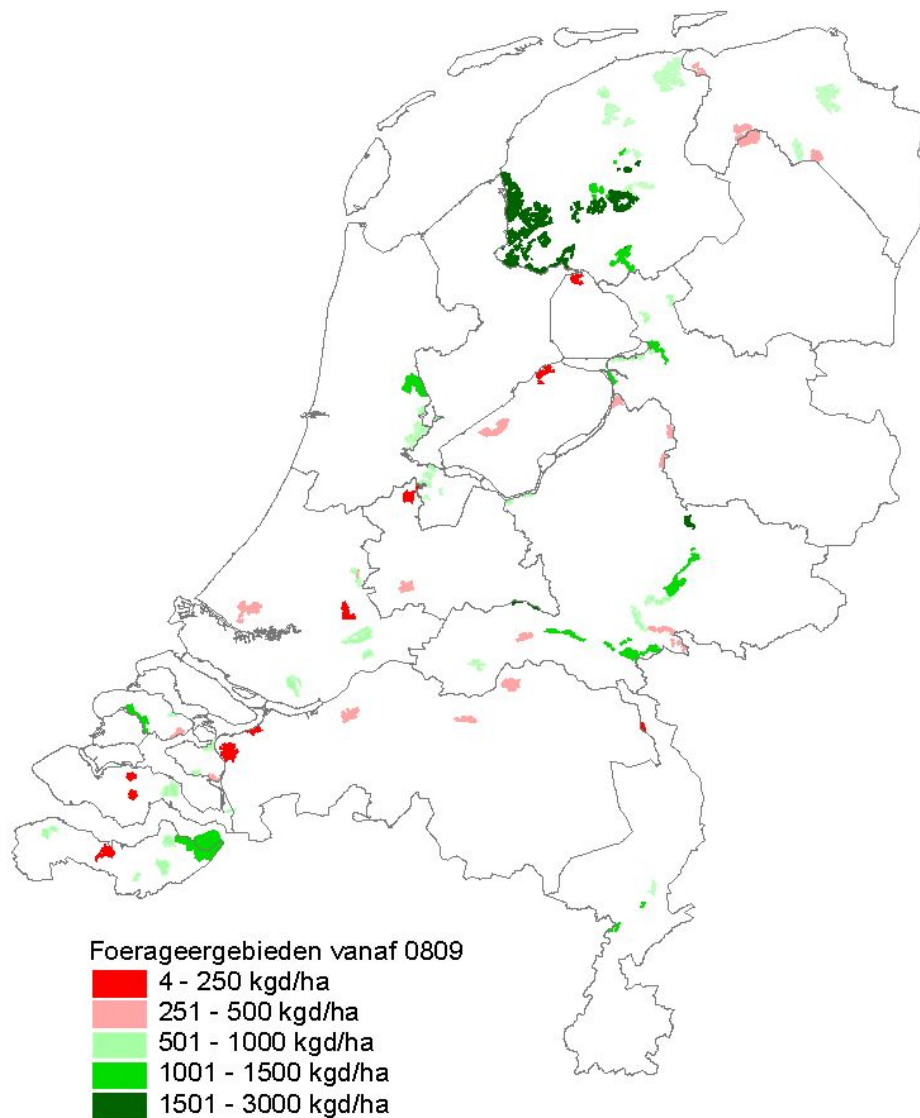 Foerageergebieden vanaf 0809
4 - 250 kgd/ha
251 - 500 kgd/ha
501 - 1000 kgd/ha
1001 - 1500 kgd/ha
1501 - 3000 kgd/ha